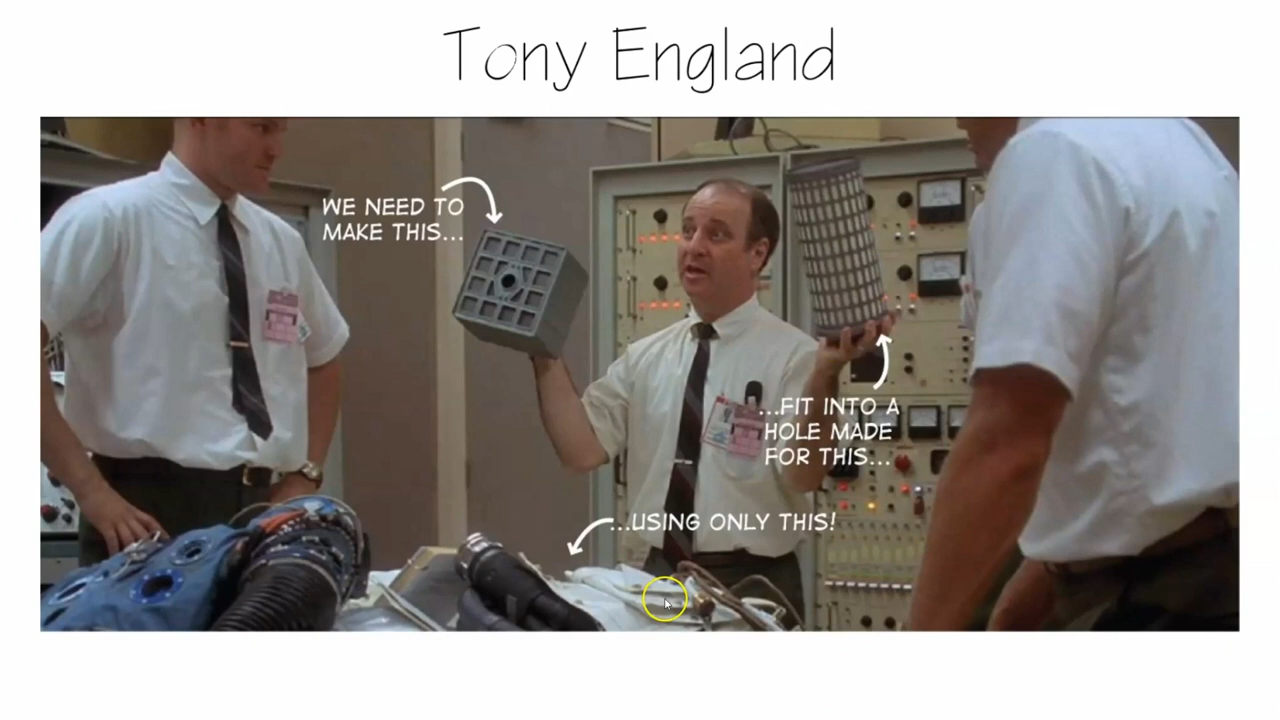 Tony England
WE NEED TO
MAKE THIS...
...FIT INTO A
HOLE MADE
FOR THIS...
...USING ONLY THIS!